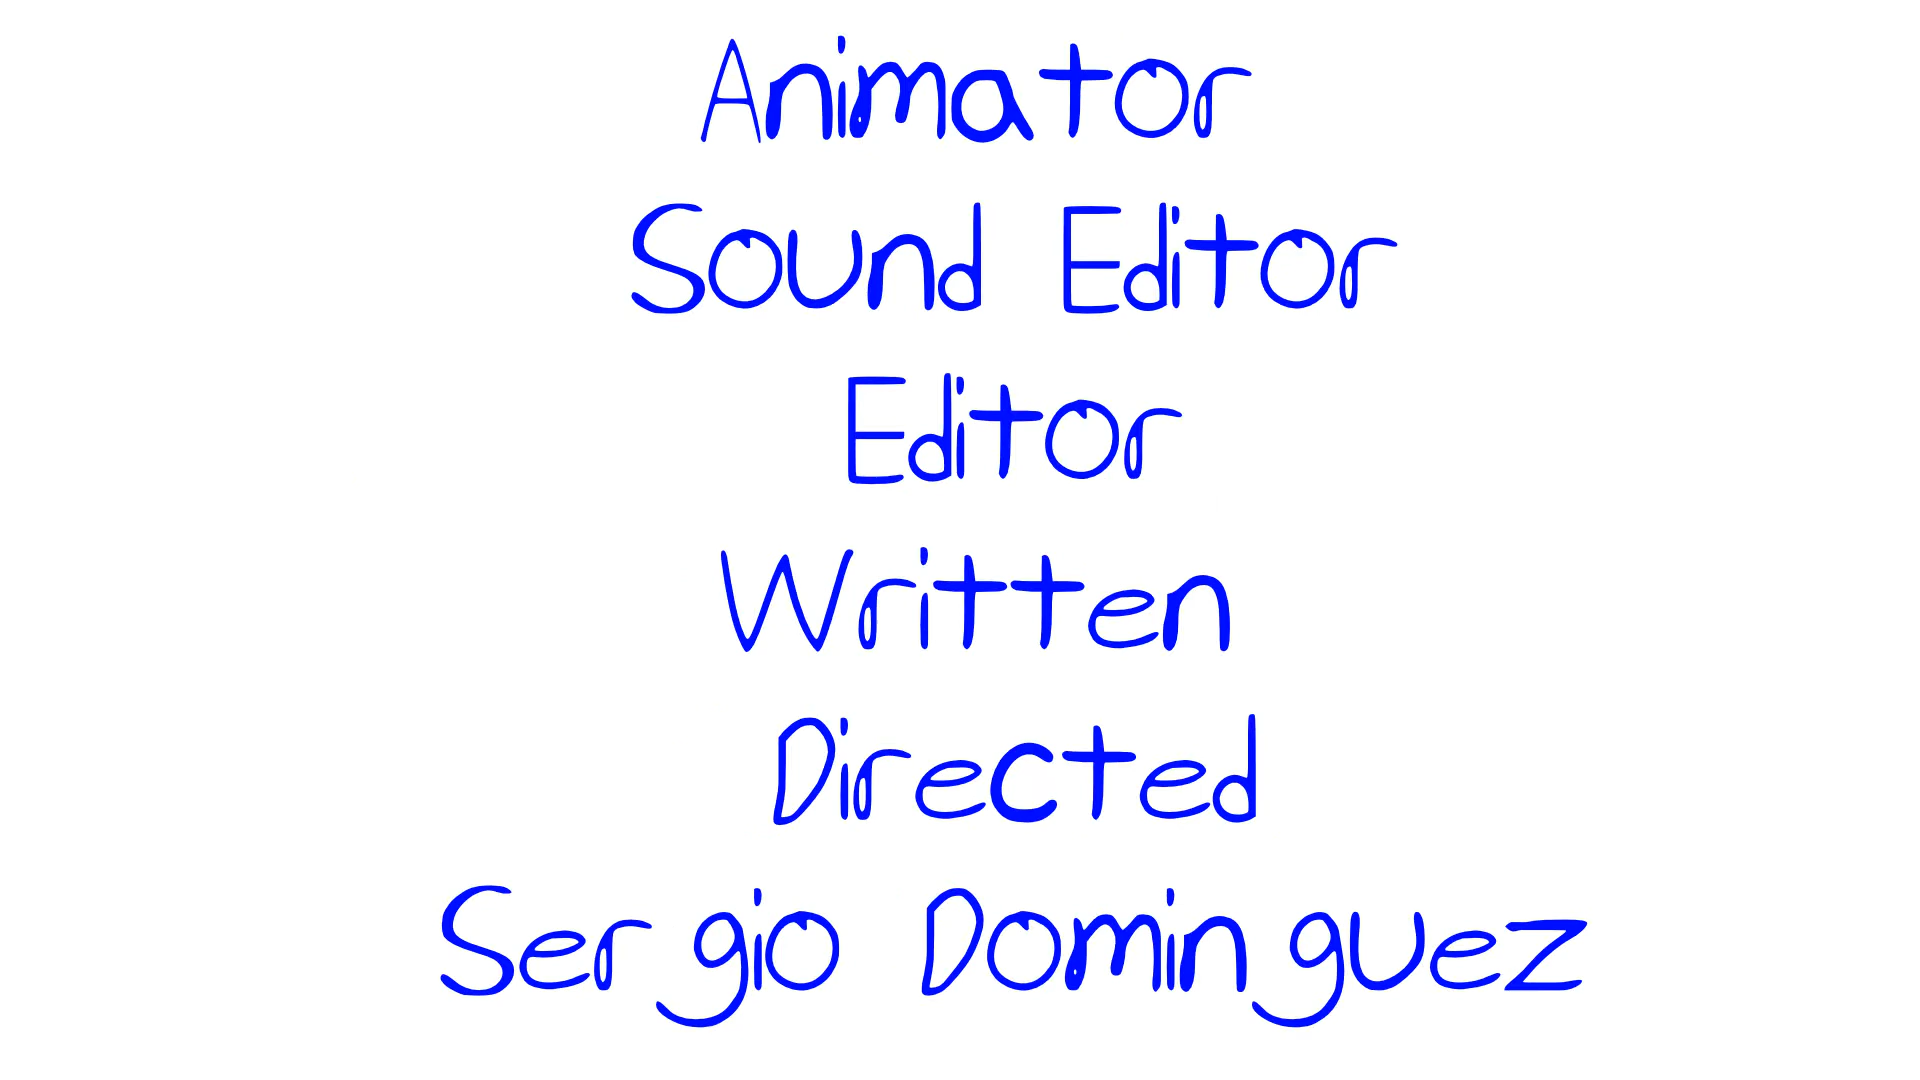 Animator
Sound Editor
Editor
Written
Directed
Sergio Dominguez